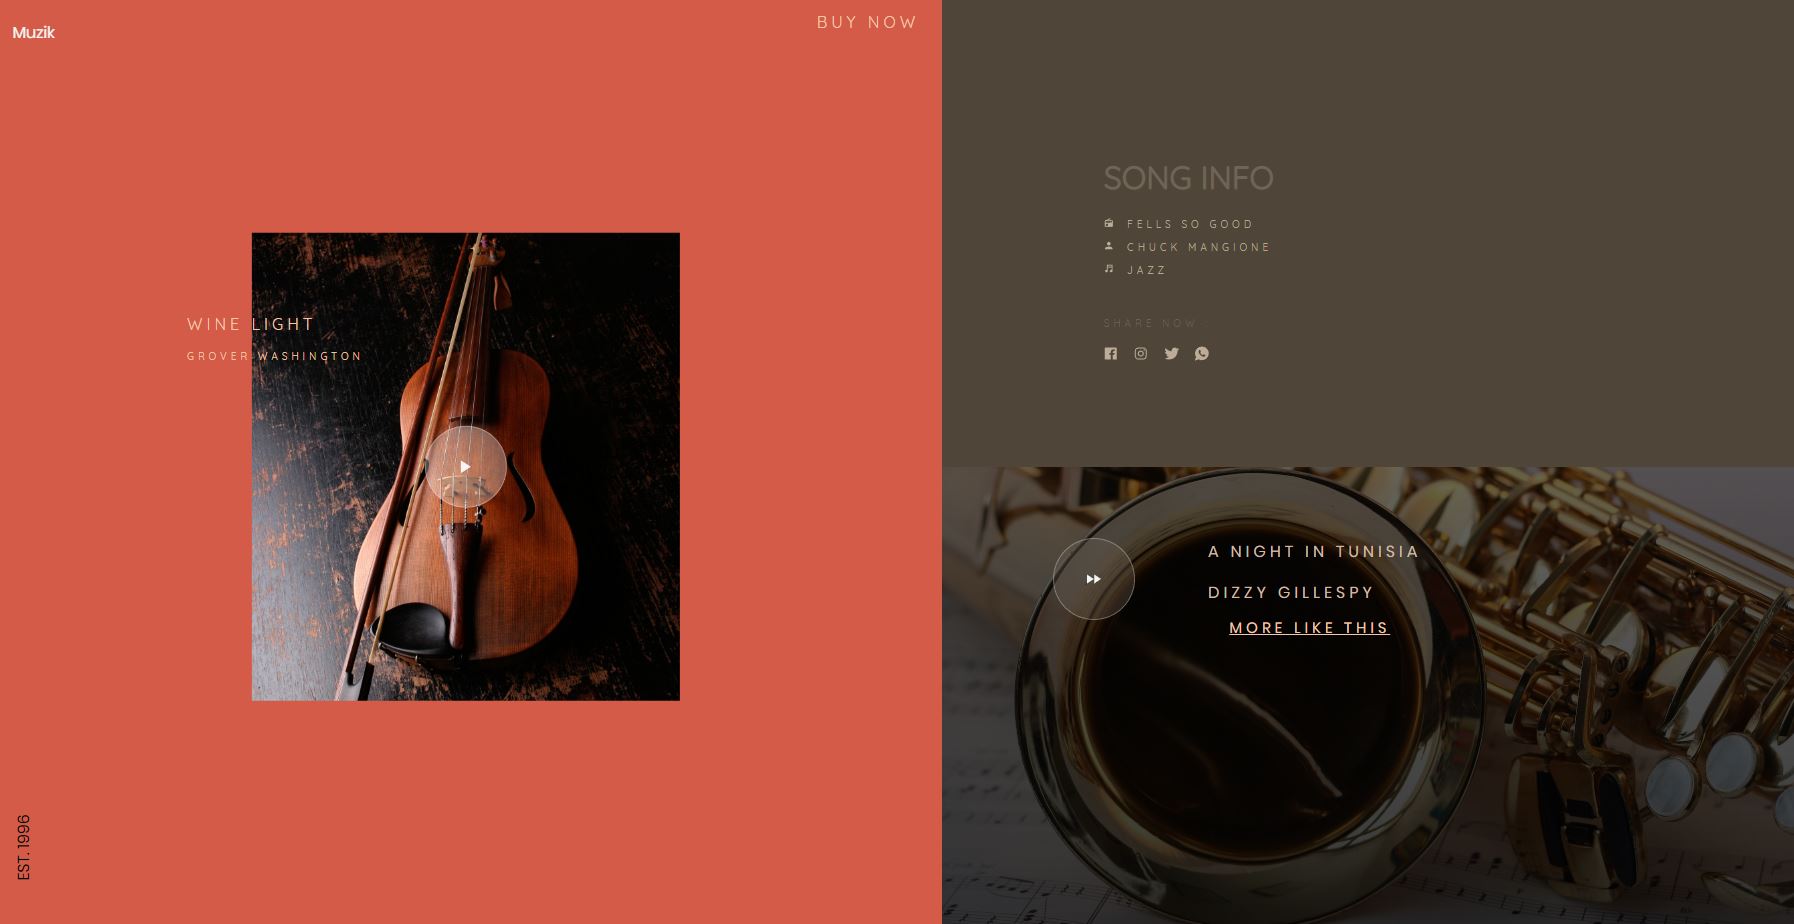 Muzik
BUY NOW
WINE LIGHT
GROVER WASHINGTON
EST. 1996
SONG INFO
FELLS SO GOOD
CHUCK MANGIONE
JAZZ
SHARE NOW :
A NIGHT IN TUNISIA
DIZZY GILLESPY
MORE LIKE THIS